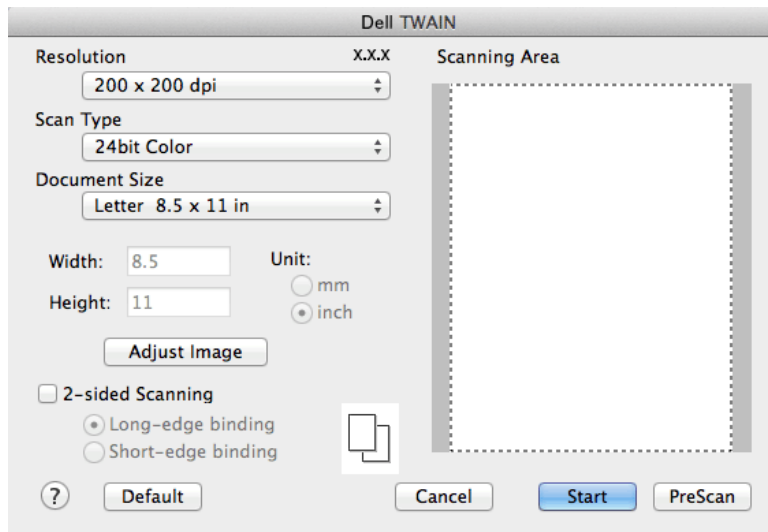 Dell TWAIN
Resolution X.X.X
200 x 200 dpi
Scan Type
24bit Color
Document Size
Letter 8.5 x 11 in
Width: 8.5
Height: 11
Unit:
mm
inch
Adjust Image
2-sided Scanning
Long-edge binding
Short-edge binding
Scanning Area
? Default Cancel Start PreScan